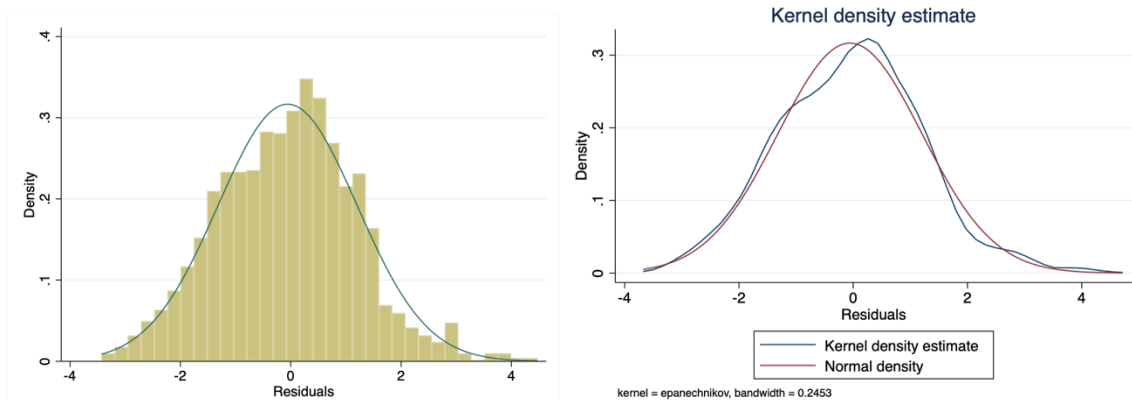 .4
.3
.2
.1
0
Density
-4
-2
0
2
4
Residuals
Kernel density estimate
.3
.2
.1
0
Density
-4
-2
0
2
4
Residuals
Kernel density estimate
Normal density
kernel = epanechnikov, bandwidth = 0.2453